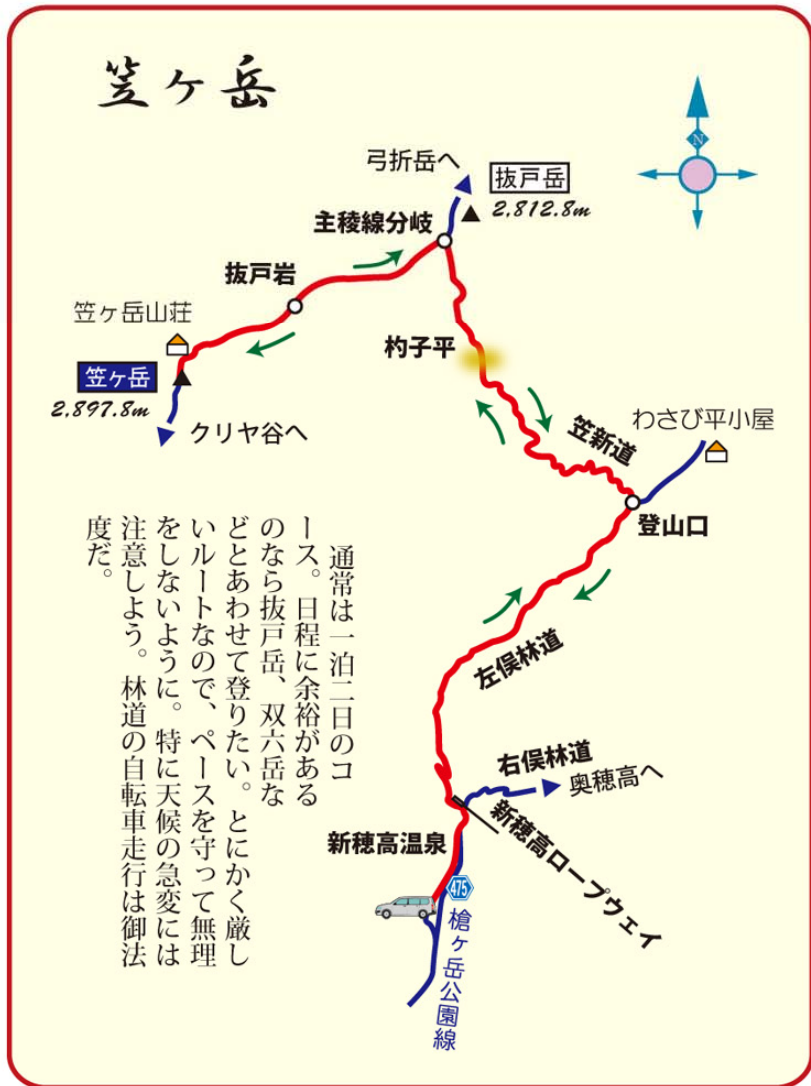 笠ヶ岳
N
弓折岳へ
抜戸岳
2,812.8m
主稜線分岐
抜戸岩
笠ヶ岳山荘
笠ヶ岳
2,897.8m
クリヤ谷へ
杓子平
笠新道
わさび平小屋
登山口
左俣林道
右俣林道
奥穂高へ
新穂高ロープウェイ
新穂高温泉
475
槍ヶ岳公園線
通常は一泊二日のコ
ース。日程に余裕がある
のなら抜戸岳、双六岳な
どとあわせて登りたい。とにかく厳し
いルートなので、ペースを守って無理
をしないように。特に天候の急変には
注意しよう。林道の自転車走行は御法
度だ。